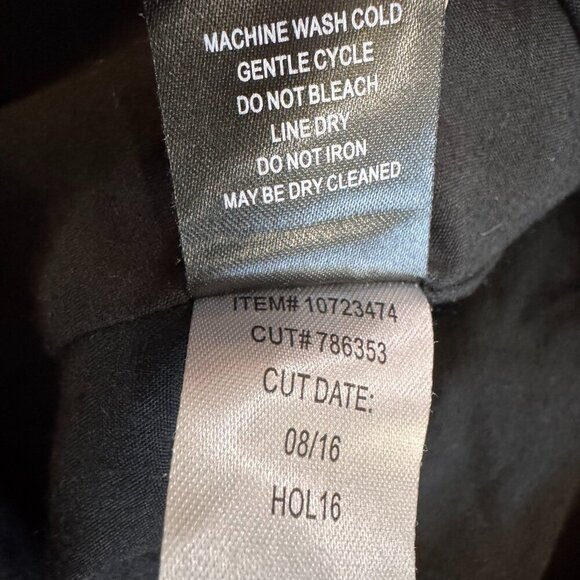 MACHINE WASH COLD
GENTLE CYCLE
DO NOT BLEACH
LINE DRY
DO NOT IRON
MAY BE DRY CLEANED
ITEM# 10723474
CUT# 786353
CUT DATE:
08/16
HOL16